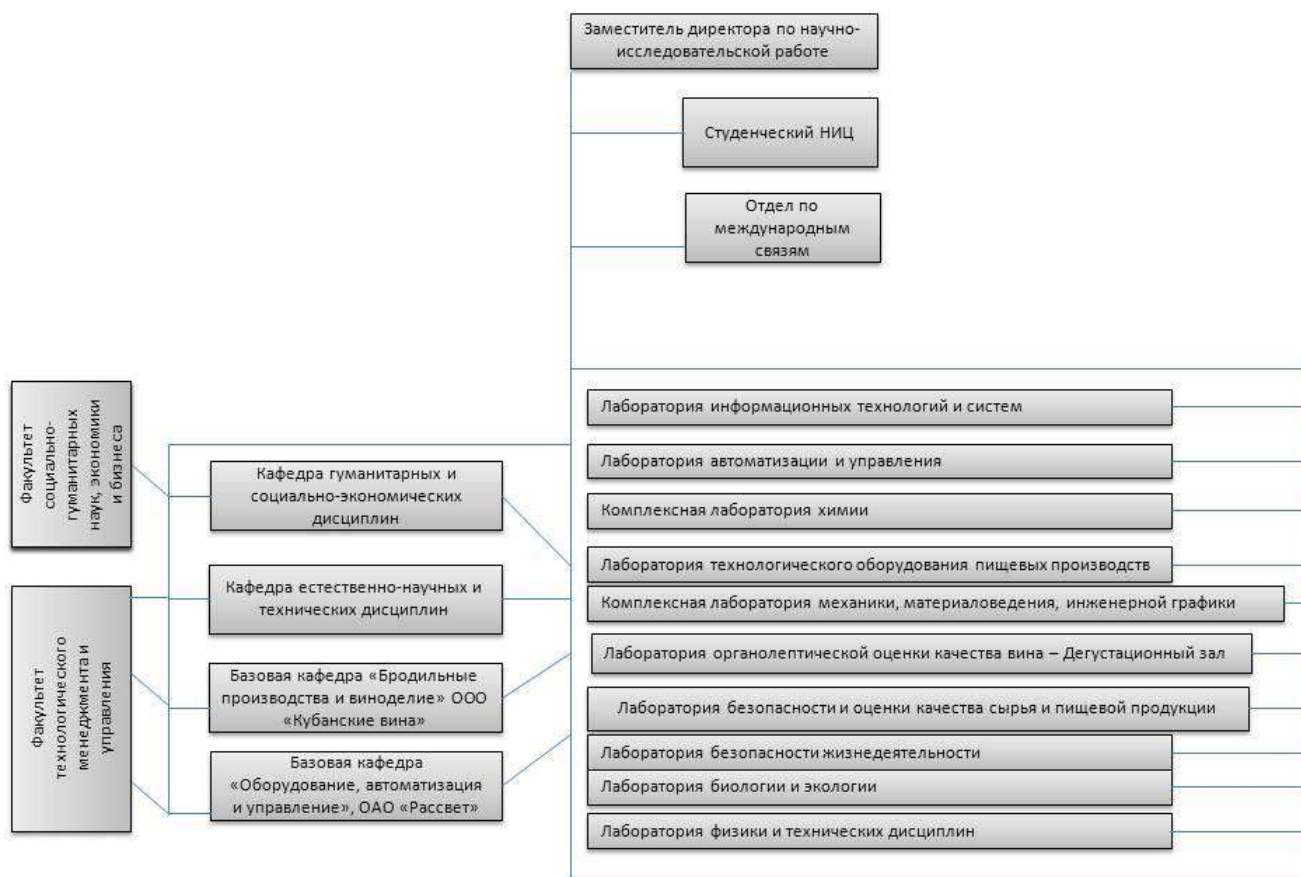 Заместитель директора по научно-
исследовательской работе
Студенческий НИЦ
Отдел по
международным
связям
Факультет
социально-
гуманитарных
наук, экономики
и бизнеса
Кафедра гуманитарных и
социально-экономических
дисциплин
Факультет
технологического
менеджмента и
управления
Кафедра естественно-научных и
технических дисциплин
Базовая кафедра «Бродильные
производства и виноделие» ООО
«Кубанские вина»
Базовая кафедра
«Оборудование, автоматизация
и управление», ОАО «Рассвет»
Лаборатория информационных технологий и систем
Лаборатория автоматизации и управления
Комплексная лаборатория химии
Лаборатория технологического оборудования пищевых производств
Комплексная лаборатория механики, материаловедения, инженерной графики
Лаборатория органолептической оценки качества вина – Дегустационный зал
Лаборатория безопасности и оценки качества сырья и пищевой продукции
Лаборатория безопасности жизнедеятельности
Лаборатория биологии и экологии
Лаборатория физики и технических дисциплин